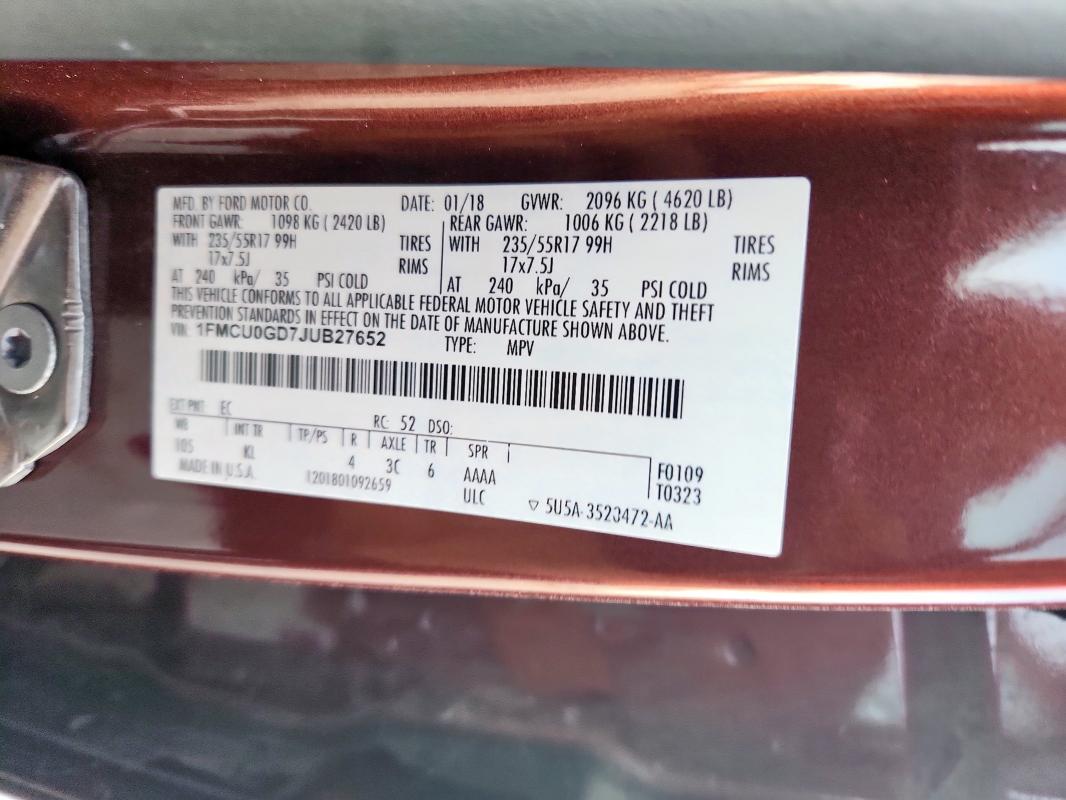 MFD. BY FORD MOTOR CO. DATE: 01/18 GVWR: 2096 KG ( 4620 LB)
FRONT GAWR: 1098 KG ( 2420 LB) REAR GAWR: 1006 KG ( 2218 LB)
WITH 235/55R17 99H TIRES WITH 235/55R17 99H TIRES
17x7.5J RIMS 17x7.5J RIMS
AT 240 kPa/ 35 PSI COLD AT 240 kPa/ 35 PSI COLD
THIS VEHICLE CONFORMS TO ALL APPLICABLE FEDERAL MOTOR VEHICLE SAFETY AND THEFT
PREVENTION STANDARDS IN EFFECT ON THE DATE OF MANUFACTURE SHOWN ABOVE.
VIN: 1FMCU0GD7JUB27652 TYPE: MPV
EXT PNT: EC RC: 52 DSO:
WB INT TR TP/PS R AXLE TR SPR
105 KL 4 3C 6 AAAA F0109
MADE IN U.S.A. 1201801092659 ULC T0323
▽ 5U5A-3520472-AA